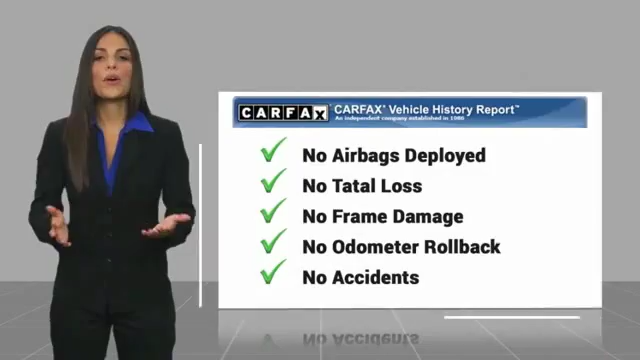 CARFAX CARFAX® Vehicle History Report™
An independent company established in 1986
No Airbags Deployed
No Tatal Loss
No Frame Damage
No Odometer Rollback
No Accidents